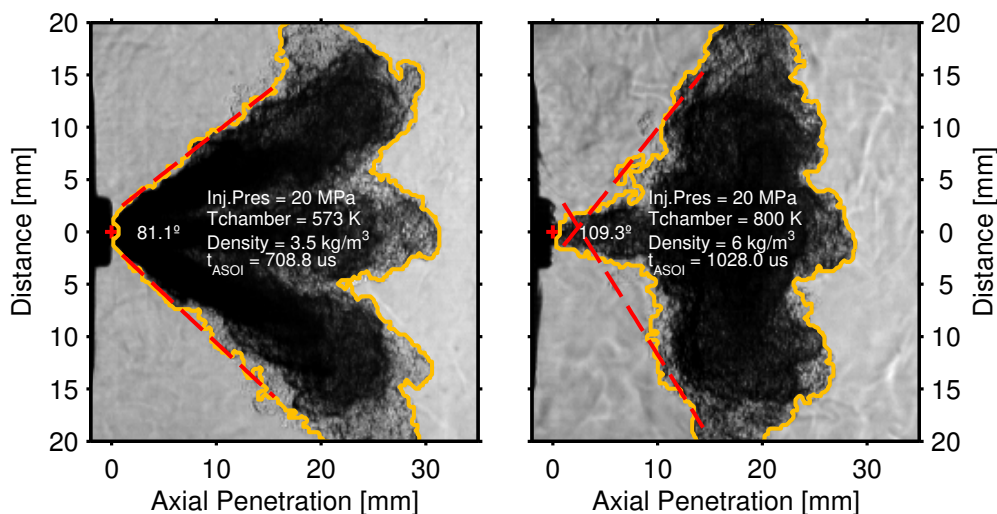 20
15
10
5
0
5
10
15
20
Distance [mm]
81.1º
Inj.Pres = 20 MPa
Tchamber = 573 K
Density = 3.5 kg/m³
t_ASOI = 708.8 us
0 10 20 30
Axial Penetration [mm]
109.3º
Inj.Pres = 20 MPa
Tchamber = 800 K
Density = 6 kg/m³
t_ASOI = 1028.0 us
20
15
10
5
0
5
10
15
20
Distance [mm]
0 10 20 30
Axial Penetration [mm]